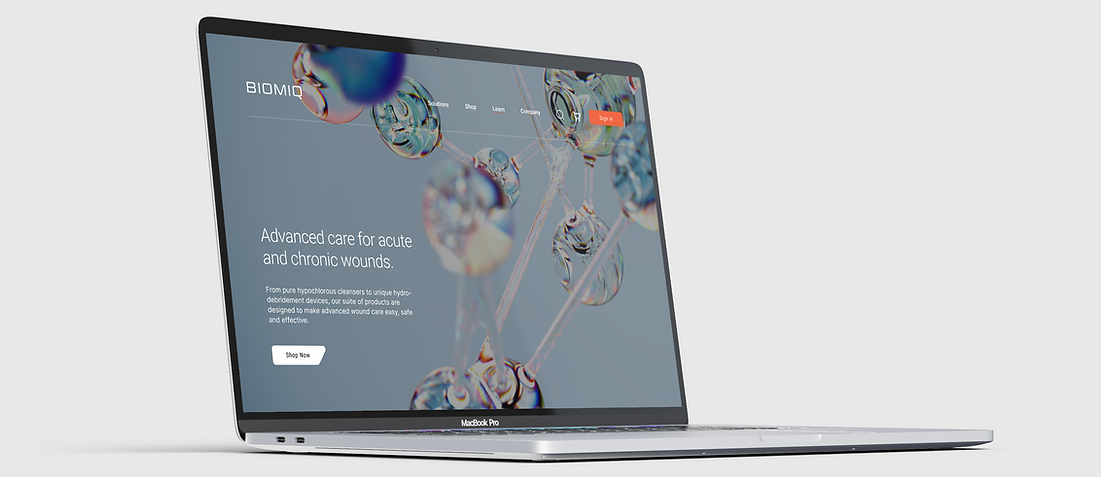 BIOMIQ
Solutions
Shop
Learn
Company
Sign In
Advanced care for acute
and chronic wounds.
From pure hypochlorous cleansers to unique hydro-
debridement devices, our suite of products are
designed to make advanced wound care easy, safe
and effective.
Shop Now
MacBook Pro